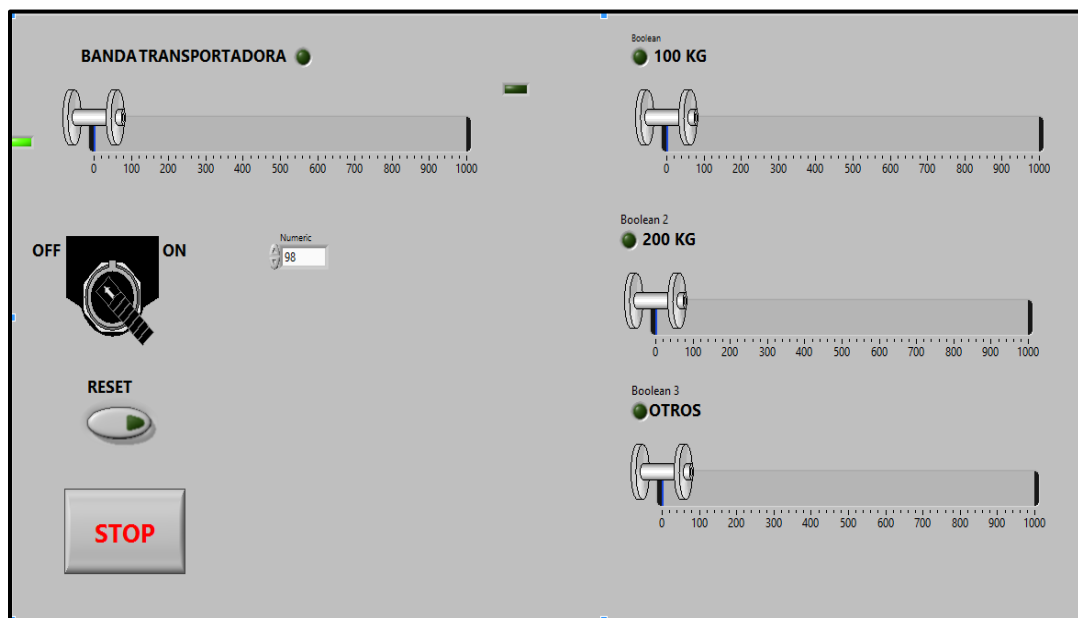 BANDA TRANSPORTADORA
0 100 200 300 400 500 600 700 800 900 1000
OFF
ON
Numeric
98
RESET
STOP
Boolean
100 KG
0 100 200 300 400 500 600 700 800 900 1000
Boolean 2
200 KG
0 100 200 300 400 500 600 700 800 900 1000
Boolean 3
OTROS
0 100 200 300 400 500 600 700 800 900 1000